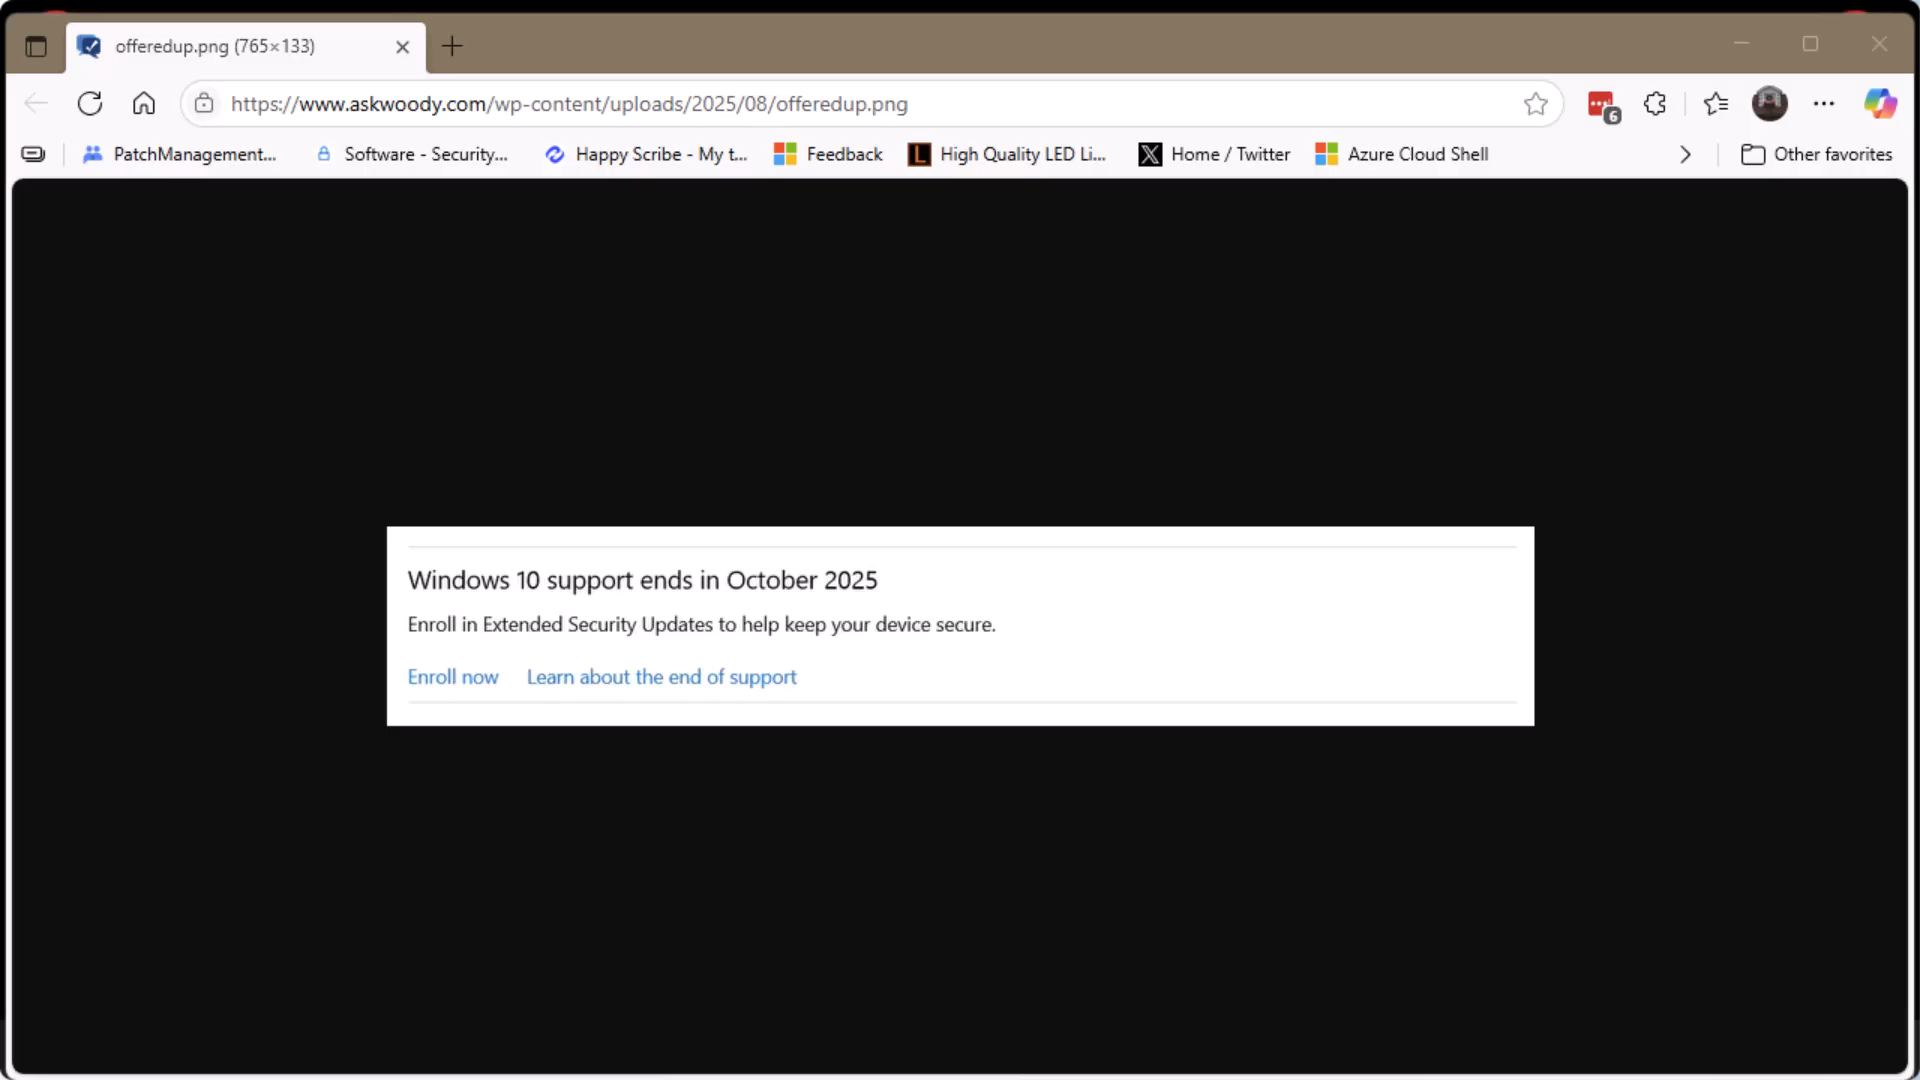 offeredup.png (765×133)
https://www.askwoody.com/wp-content/uploads/2025/08/offeredup.png
6
PatchManagement...
Software - Security...
Happy Scribe - My t...
Feedback
High Quality LED Li...
Home / Twitter
Azure Cloud Shell
Other favorites
Windows 10 support ends in October 2025
Enroll in Extended Security Updates to help keep your device secure.
Enroll now Learn about the end of support